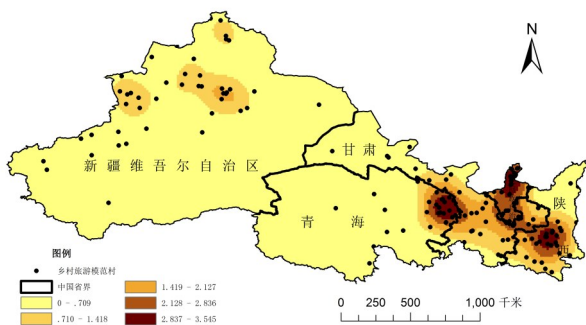 N
甘肃
新疆维吾尔自治区
陕
青海
西
图例
乡村旅游模范村
中国省界
0 - .709
.710 - 1.418
1.419 - 2.127
2.128 - 2.836
2.837 - 3.545
0 250 500 1,000 千米